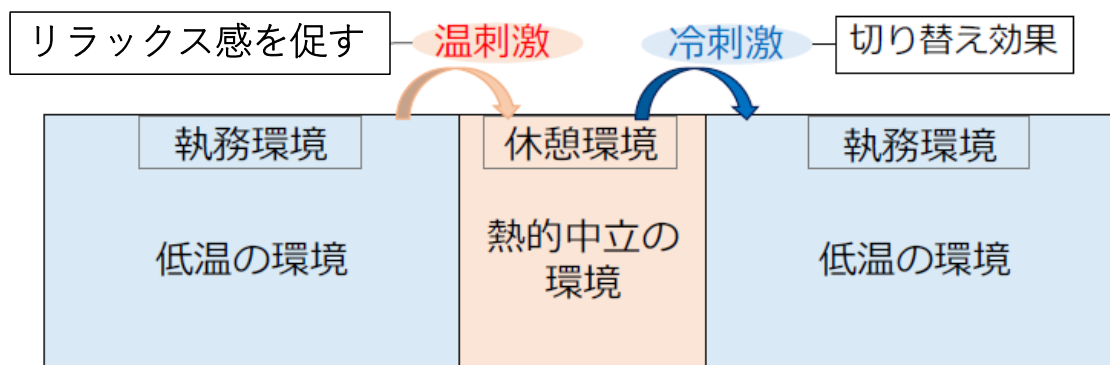 リラックス感を促す
温刺激
冷刺激
切り替え効果
執務環境
休憩環境
執務環境
低温の環境
熱的中立の
環境
低温の環境